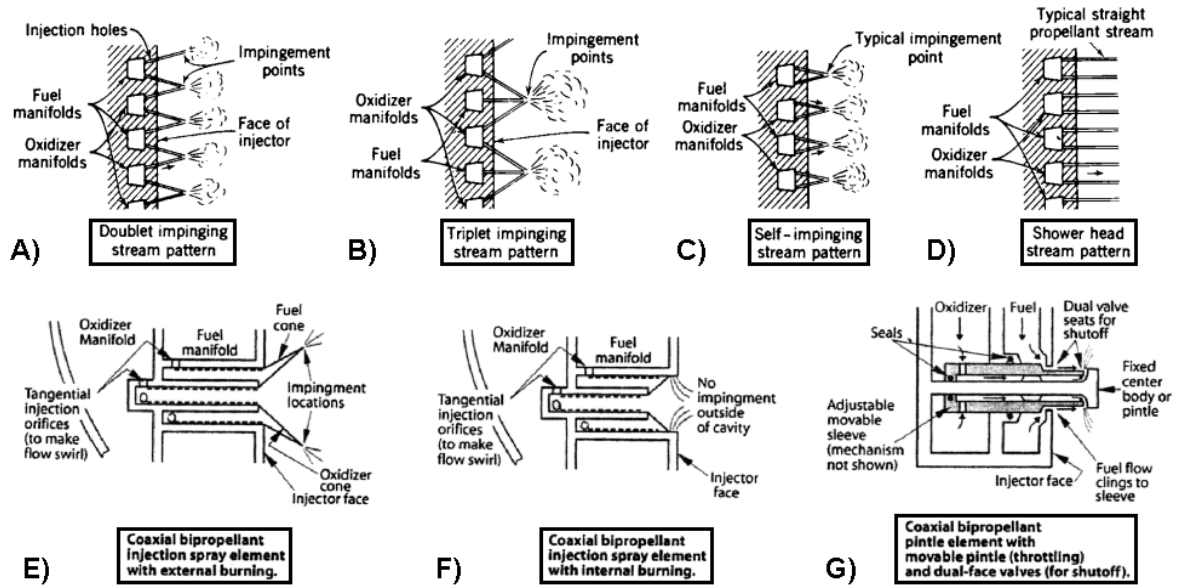 Injection holes
Impingement
points
Fuel
manifolds
Oxidizer
manifolds
Face of
injector
A)
Doublet impinging
stream pattern
Impingement
points
Oxidizer
manifolds
Fuel
manifolds
Face of
injector
B)
Triplet impinging
stream pattern
Typical impingement
point
Fuel
manifolds
Oxidizer
manifolds
C)
Self-impinging
stream pattern
Typical straight
propellant stream
Fuel
manifolds
Oxidizer
manifolds
D)
Shower head
stream pattern
Oxidizer
Manifold
Fuel
manifold
Fuel
cone
Tangential
injection
orifices
(to make
flow swirl)
Impingment
locations
Oxidizer
cone
Injector face
E)
Coaxial bipropellant
injection spray element
with external burning.
Oxidizer
Manifold
Fuel
manifold
Tangential
injection
orifices
(to make
flow swirl)
No
impingment
outside
of cavity
Injector
face
F)
Coaxial bipropellant
injection spray element
with internal burning.
Oxidizer
Fuel
Dual valve
seats for
shutoff
Seals
Fixed
center
body or
pintle
Adjustable
movable
sleeve
(mechanism
not shown)
Injector face
Fuel flow
clings to
sleeve
G)
Coaxial bipropellant
pintle element with
movable pintle (throttling)
and dual-face valves (for shutoff).